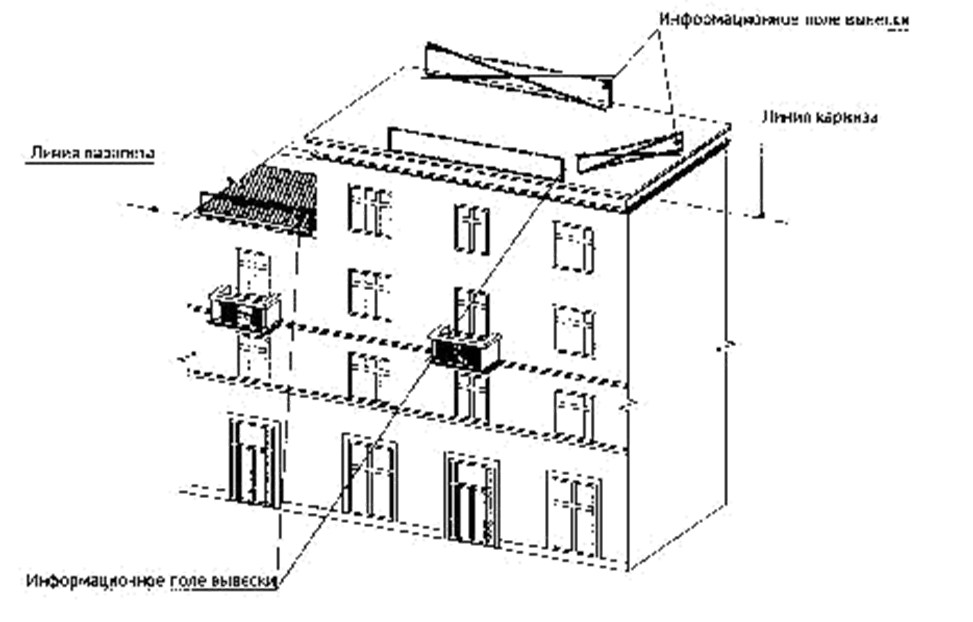 Информационное поле вывески
Линия карниза
Линия парапета
Информационное поле вывески